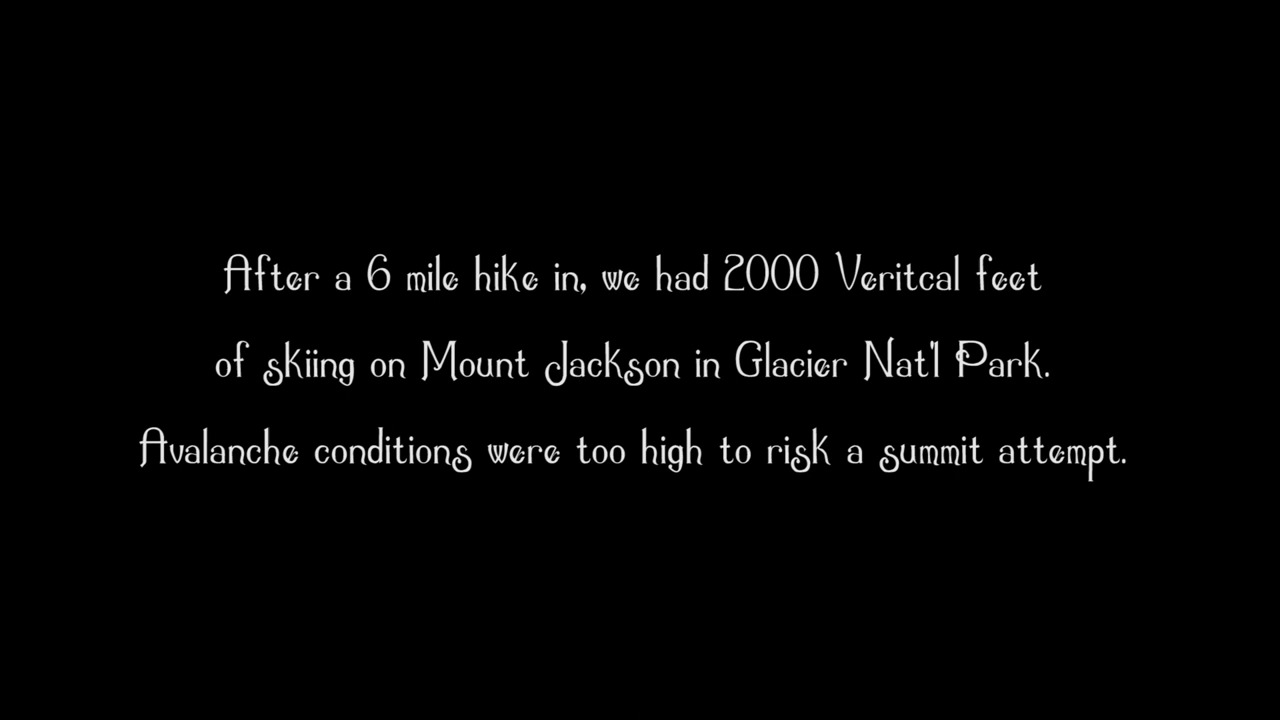 After a 6 mile hike in, we had 2000 Veritcal feet
of skiing on Mount Jackson in Glacier Nat'l Park.
Avalanche conditions were too high to risk a summit attempt.